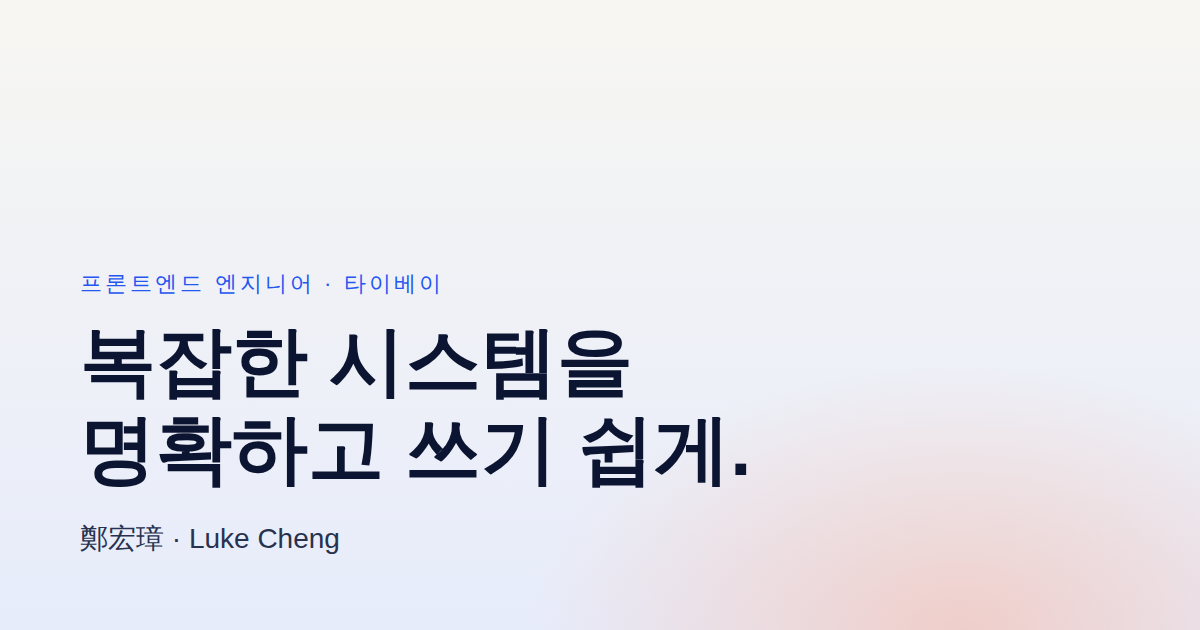 프론트엔드 엔지니어 · 타이베이
복잡한 시스템을
명확하고 쓰기 쉽게.
鄭宏璋 · Luke Cheng